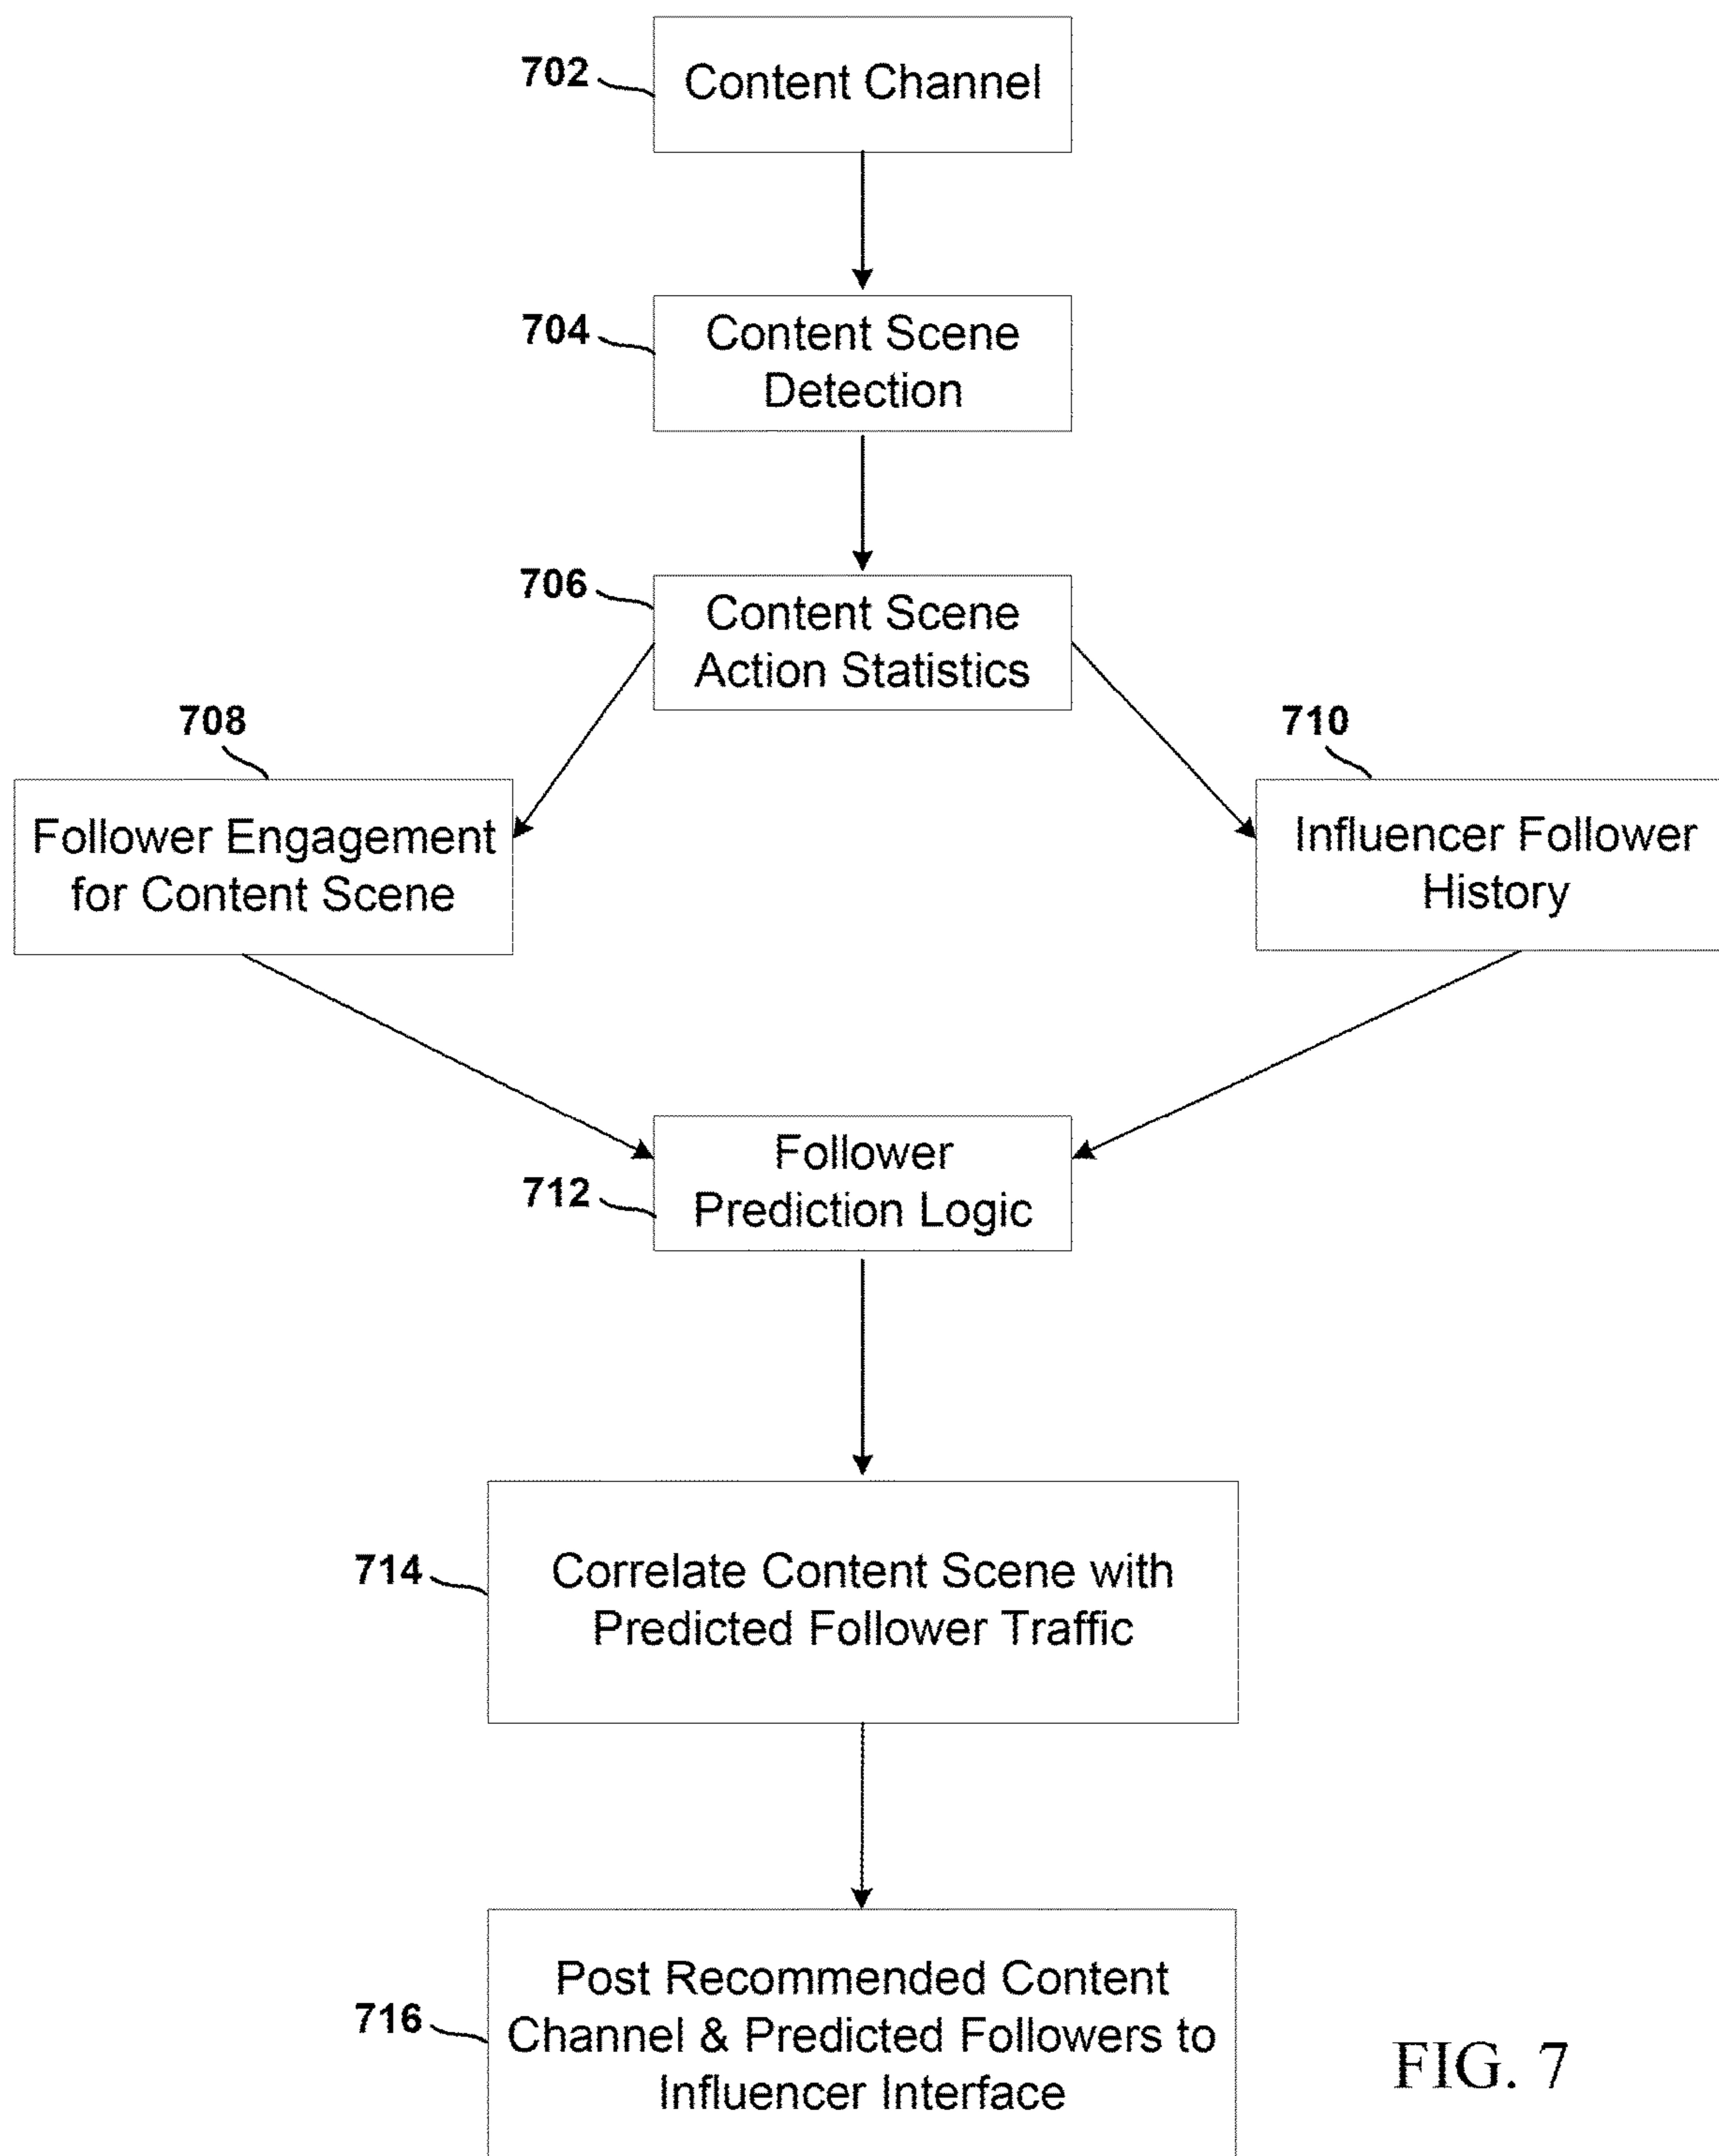 702
Content Channel
704
Content Scene
Detection
706
Content Scene
Action Statistics
708
Follower Engagement
for Content Scene
710
Influencer Follower
History
712
Follower
Prediction Logic
714
Correlate Content Scene with
Predicted Follower Traffic
716
Post Recommended Content
Channel & Predicted Followers to
Influencer Interface
FIG. 7